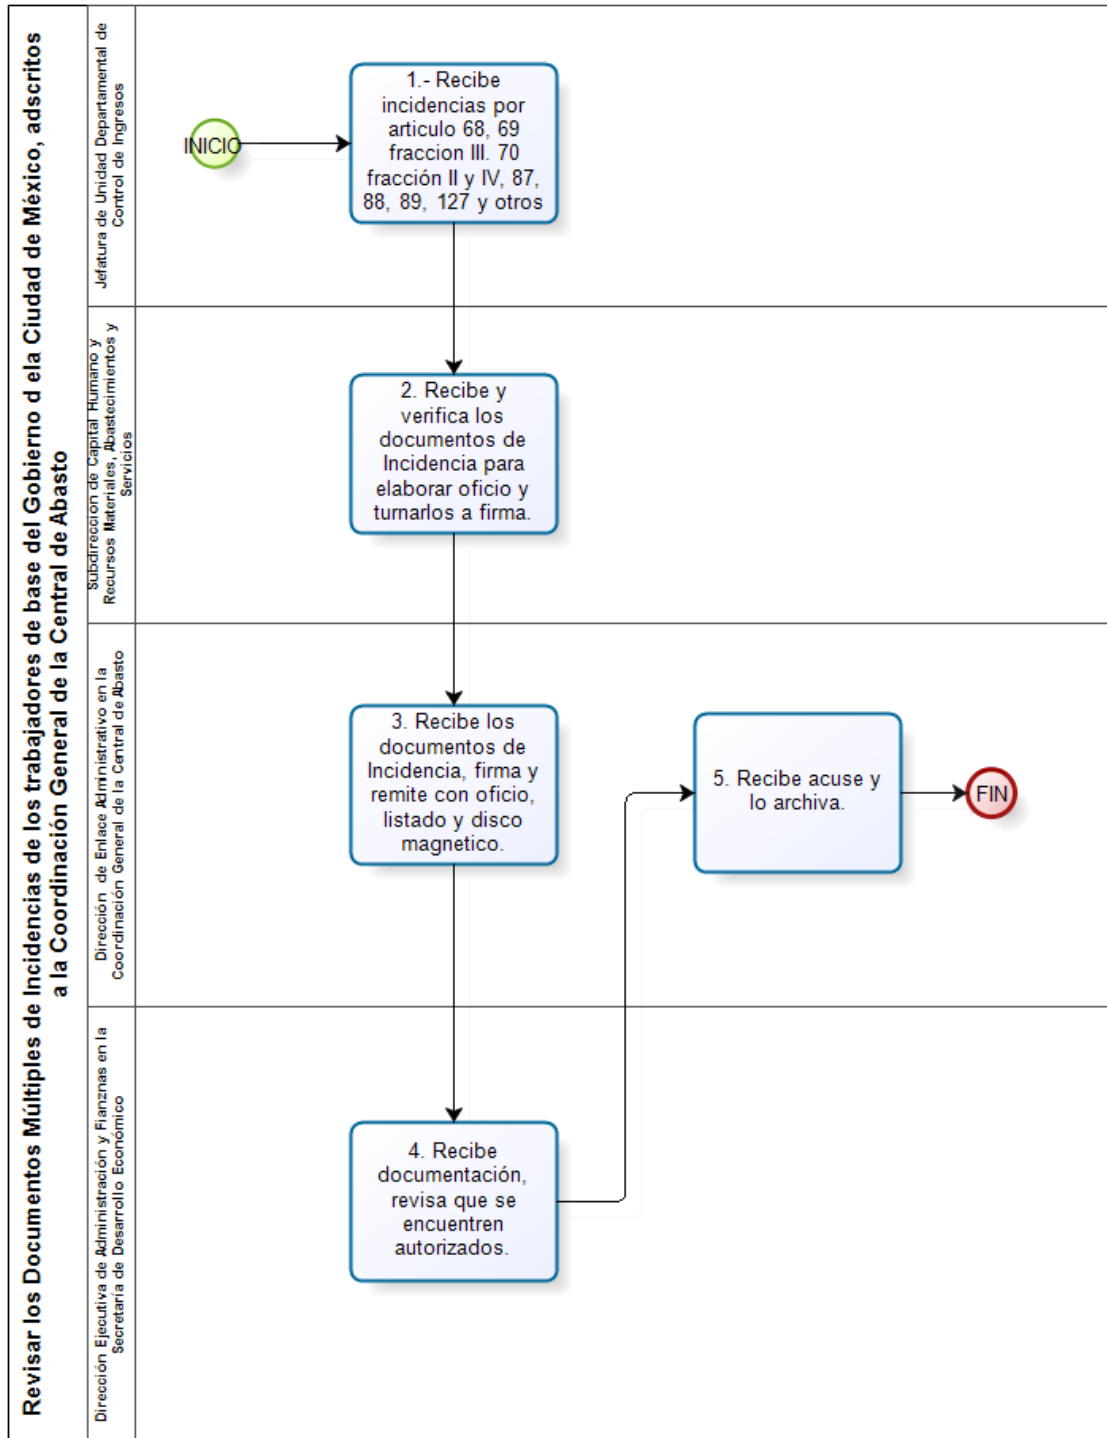 Revisar los Documentos Múltiples de Incidencias de los trabajadores de base del Gobierno d ela Ciudad de México, adscritos
a la Coordinación General de la Central de Abasto
Jefatura de Unidad Departamental de
Control de Ingresos
INICIO
1.- Recibe
incidencias por
articulo 68, 69
fraccion III. 70
fracción II y IV, 87,
88, 89, 127 y otros
Subdirección de Capital Humano y
Recursos Materiales, Abastecimientos y
Servicios
2. Recibe y
verifica los
documentos de
Incidencia para
elaborar oficio y
turnarlos a firma.
Dirección de Enlace Administrativo en la
Coordinación General de la Central de Abasto
3. Recibe los
documentos de
Incidencia, firma y
remite con oficio,
listado y disco
magnetico.
5. Recibe acuse y
lo archiva.
FIN
Dirección Ejecutiva de Administración y Fianznas en la
Secretaría de Desarrollo Económico
4. Recibe
documentación,
revisa que se
encuentren
autorizados.